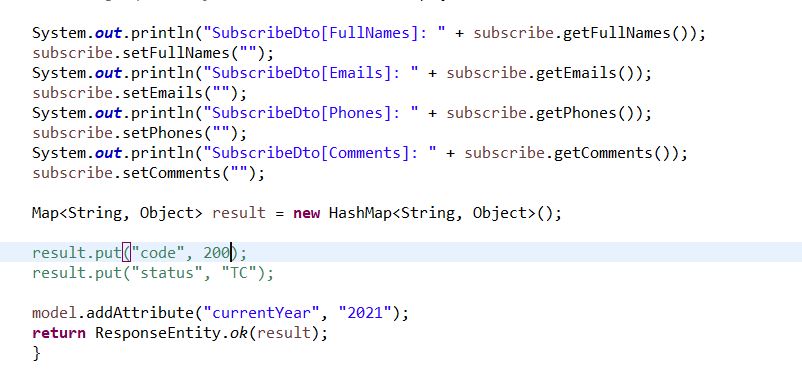 System.out.println("SubscribeDto[FullNames]: " + subscribe.getFullNames());
subscribe.setFullNames("");
System.out.println("SubscribeDto[Emails]: " + subscribe.getEmails());
subscribe.setEmails("");
System.out.println("SubscribeDto[Phones]: " + subscribe.getPhones());
subscribe.setPhones("");
System.out.println("SubscribeDto[Comments]: " + subscribe.getComments());
subscribe.setComments("");
Map<String, Object> result = new HashMap<String, Object>();
result.put("code", 200);
result.put("status", "TC");
model.addAttribute("currentYear", "2021");
return ResponseEntity.ok(result);
}